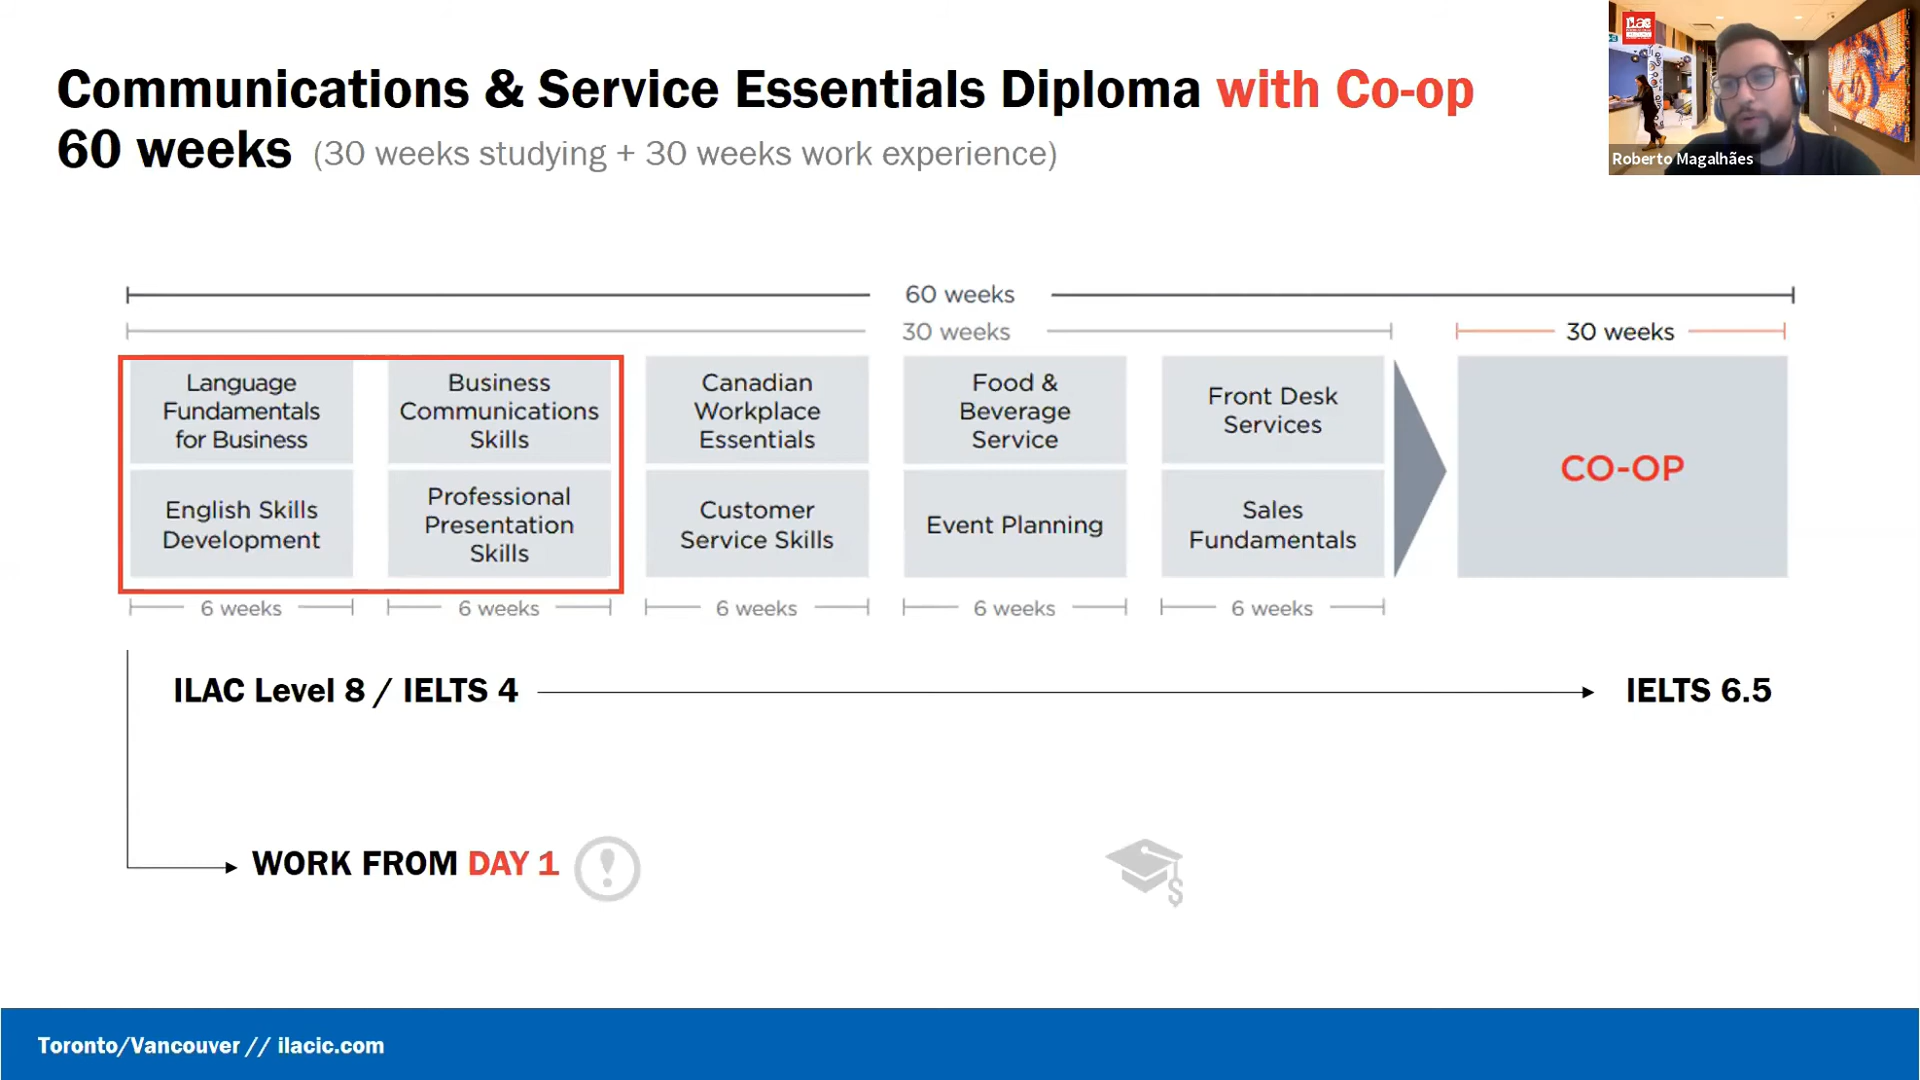 Communications & Service Essentials Diploma with Co-op
60 weeks (30 weeks studying + 30 weeks work experience)
ilac
Roberto Magalhães
60 weeks
30 weeks
30 weeks
Language
Fundamentals
for Business
Business
Communications
Skills
Canadian
Workplace
Essentials
Food &
Beverage
Service
Front Desk
Services
English Skills
Development
Professional
Presentation
Skills
Customer
Service Skills
Event Planning
Sales
Fundamentals
CO-OP
6 weeks
6 weeks
6 weeks
6 weeks
6 weeks
ILAC Level 8 / IELTS 4
IELTS 6.5
WORK FROM DAY 1
Toronto/Vancouver // ilacic.com